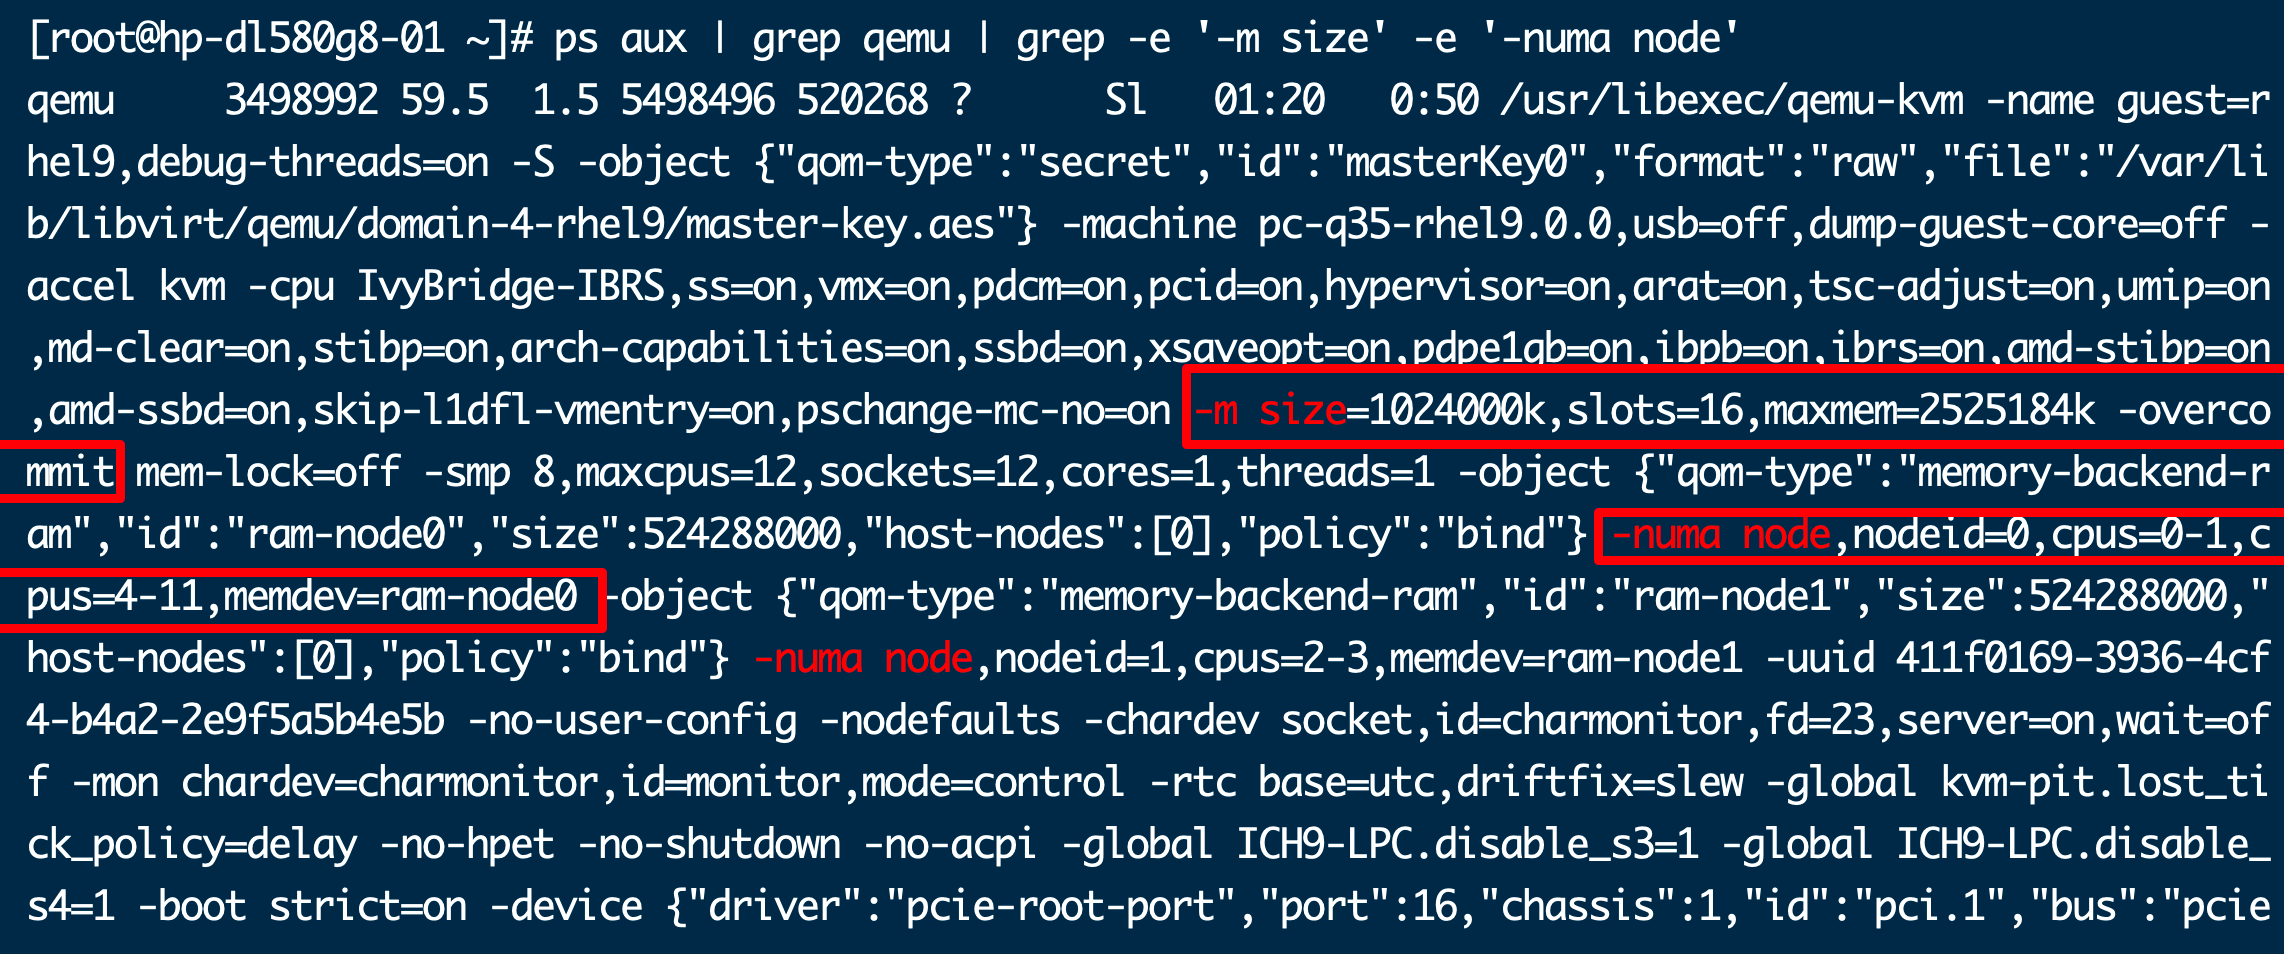 [root@hp-dl580g8-01 ~]# ps aux | grep qemu | grep -e '-m size' -e '-numa node'
qemu     3498992 59.5  1.5 5498496 520268 ?      Sl   01:20   0:50 /usr/libexec/qemu-kvm -name guest=r
hel9,debug-threads=on -S -object {"qom-type":"secret","id":"masterKey0","format":"raw","file":"/var/li
b/libvirt/qemu/domain-4-rhel9/master-key.aes"} -machine pc-q35-rhel9.0.0,usb=off,dump-guest-core=off -
accel kvm -cpu IvyBridge-IBRS,ss=on,vmx=on,pdcm=on,pcid=on,hypervisor=on,arat=on,tsc-adjust=on,umip=on
,md-clear=on,stibp=on,arch-capabilities=on,ssbd=on,xsaveopt=on,pdpe1gb=on,ibpb=on,ibrs=on,amd-stibp=on
,amd-ssbd=on,skip-l1dfl-vmentry=on,pschange-mc-no=on -m size=1024000k,slots=16,maxmem=2525184k -overco
mmit mem-lock=off -smp 8,maxcpus=12,sockets=12,cores=1,threads=1 -object {"qom-type":"memory-backend-r
am","id":"ram-node0","size":524288000,"host-nodes":[0],"policy":"bind"} -numa node,nodeid=0,cpus=0-1,c
pus=4-11,memdev=ram-node0 -object {"qom-type":"memory-backend-ram","id":"ram-node1","size":524288000,"
host-nodes":[0],"policy":"bind"} -numa node,nodeid=1,cpus=2-3,memdev=ram-node1 -uuid 411f0169-3936-4cf
4-b4a2-2e9f5a5b4e5b -no-user-config -nodefaults -chardev socket,id=charmonitor,fd=23,server=on,wait=of
f -mon chardev=charmonitor,id=monitor,mode=control -rtc base=utc,driftfix=slew -global kvm-pit.lost_ti
ck_policy=delay -no-hpet -no-shutdown -no-acpi -global ICH9-LPC.disable_s3=1 -global ICH9-LPC.disable_
s4=1 -boot strict=on -device {"driver":"pcie-root-port","port":16,"chassis":1,"id":"pci.1","bus":"pcie